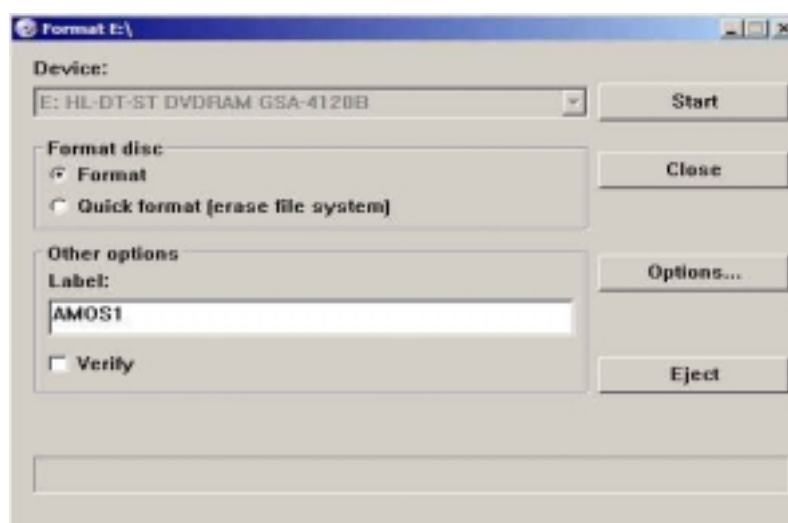 Format E:\
Device:
E: HL-DT-ST DVDRAM GSA-4120B
Start
Format disc
Format
Close
Quick format (erase file system)
Other options
Label:
Options...
AMOS1
Verify
Eject